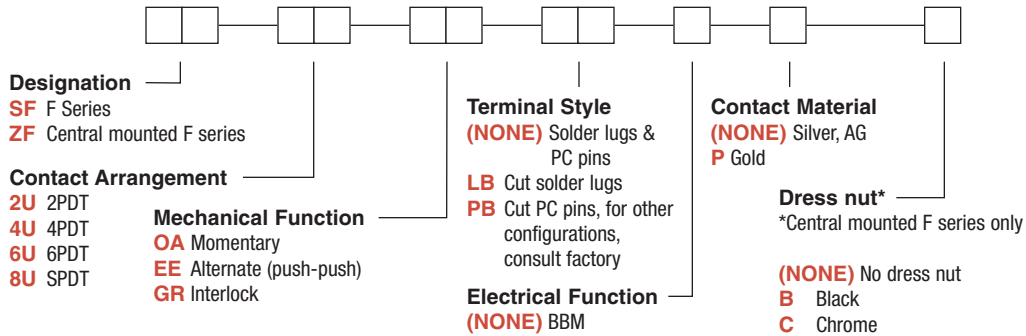 Designation
SF F Series
ZF Central mounted F series
Contact Arrangement
2U 2PDT
4U 4PDT
6U 6PDT
8U SPDT
Mechanical Function
OA Momentary
EE Alternate (push-push)
GR Interlock
Terminal Style
(NONE) Solder lugs &
PC pins
LB Cut solder lugs
PB Cut PC pins, for other
configurations,
consult factory
Electrical Function
(NONE) BBM
Contact Material
(NONE) Silver, AG
P Gold
Dress nut*
*Central mounted F series only
(NONE) No dress nut
B Black
C Chrome